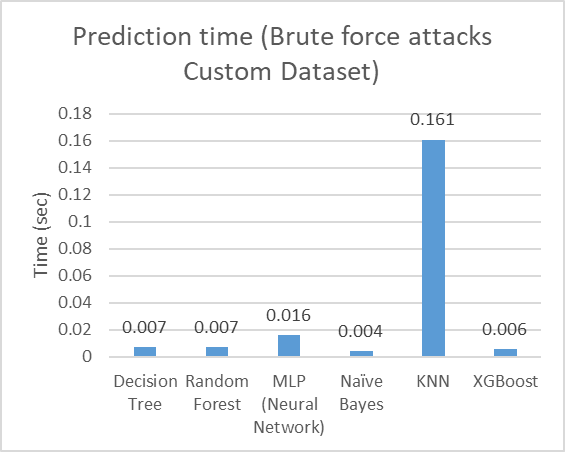 Prediction time (Brute force attacks
Custom Dataset)
Time (sec)
0.18
0.16
0.14
0.12
0.1
0.08
0.06
0.04
0.02
0
0.007
0.007
0.016
0.004
0.161
0.006
Decision
Tree
Random
Forest
MLP
(Neural
Network)
Naïve
Bayes
KNN
XGBoost